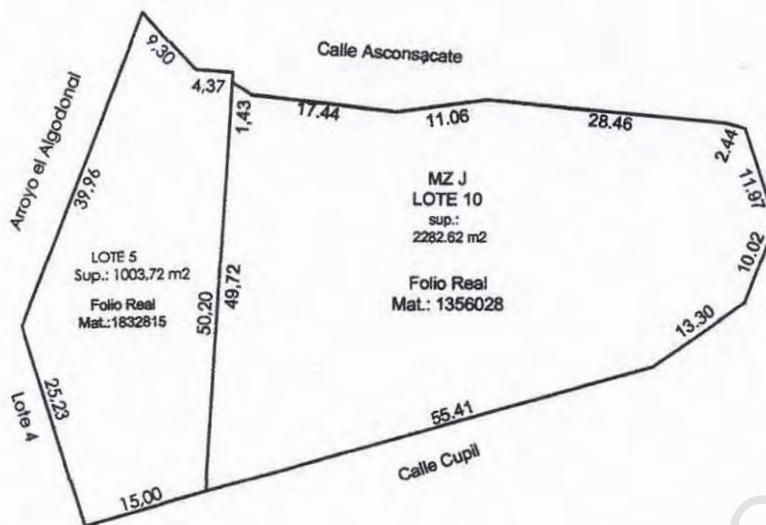 Calle Asconsacate
9,30
4,37
1,43
17.44
11.06
28.46
2.44
11.97
10.02
13.30
Arroyo el Algodonal
39.96
MZ J
LOTE 10
sup.:
2282.62 m2
Folio Real
Mat.: 1356028
LOTE 5
Sup.: 1003,72 m2
Folio Real
Mat.:1832815
50,20
49,72
Lote 4
25,23
15,00
55.41
Calle Cupil